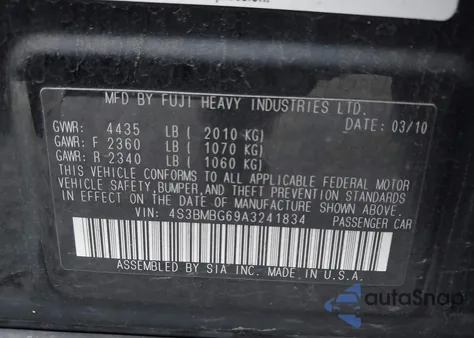 MFD BY FUJI HEAVY INDUSTRIES LTD.
DATE: 03/10
GVWR: 4435 LB ( 2010 KG)
GAWR: F 2360 LB ( 1070 KG)
GAWR: R 2340 LB ( 1060 KG)
THIS VEHICLE CONFORMS TO ALL APPLICABLE FEDERAL MOTOR
VEHICLE SAFETY, BUMPER, AND THEFT PREVENTION STANDARDS
IN EFFECT ON THE DATE OF MANUFACTURE SHOWN ABOVE.
VIN: 4S3BMBG69A3241834 PASSENGER CAR
ASSEMBLED BY SIA INC. MADE IN U.S.A.
autoSnap